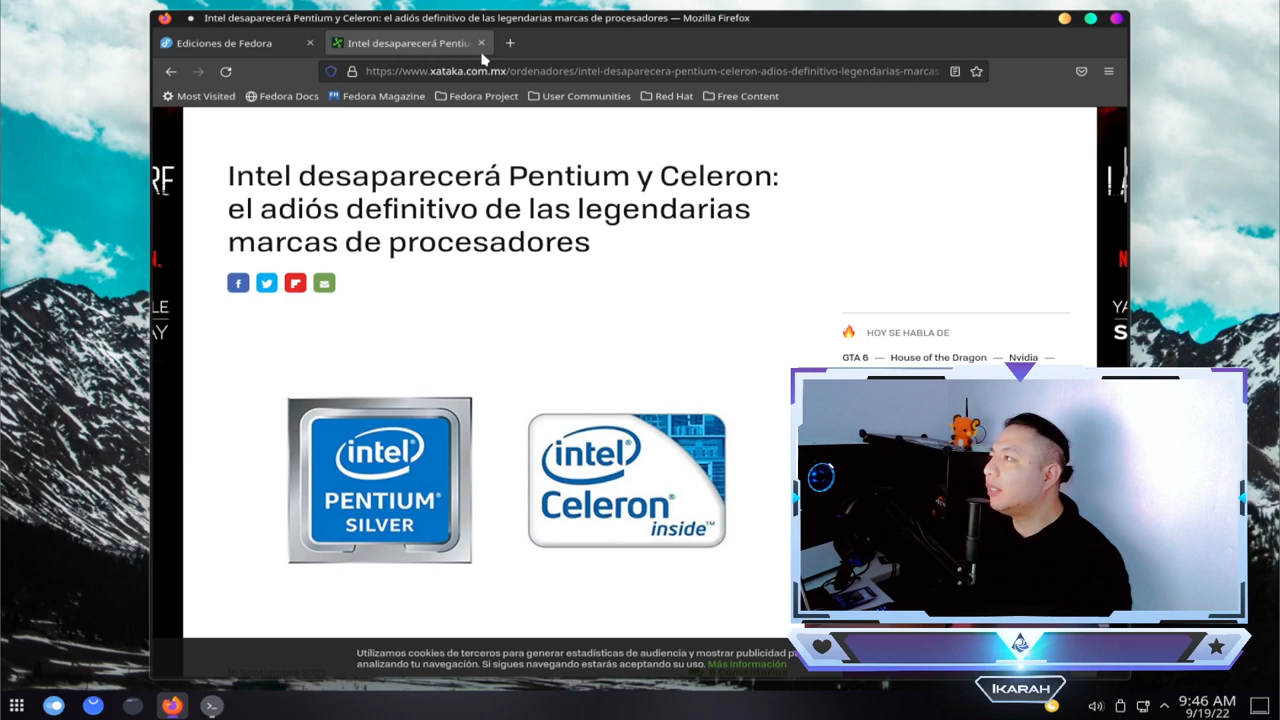 Intel desaparecerá Pentium y Celeron: el adiós definitivo de las legendarias marcas de procesadores — Mozilla Firefox
Ediciones de Fedora
Intel desaparecerá Pentiu
https://www.xataka.com.mx/ordenadores/intel-desaparecera-pentium-celeron-adios-definitivo-legendarias-marcas
Most Visited
Fedora Docs
Fedora Magazine
Fedora Project
User Communities
Red Hat
Free Content
Intel desaparecerá Pentium y Celeron:
el adiós definitivo de las legendarias
marcas de procesadores
HOY SE HABLA DE
GTA 6 — House of the Dragon — Nvidia —
intel®
PENTIUM®
SILVER
intel®
Celeron®
inside™
Utilizamos cookies de terceros para generar estadísticas de audiencia y mostrar publicidad
analizando tu navegación. Si sigues navegando estarás aceptando su uso. Más información
IKARAH
9:46 AM
9/19/22